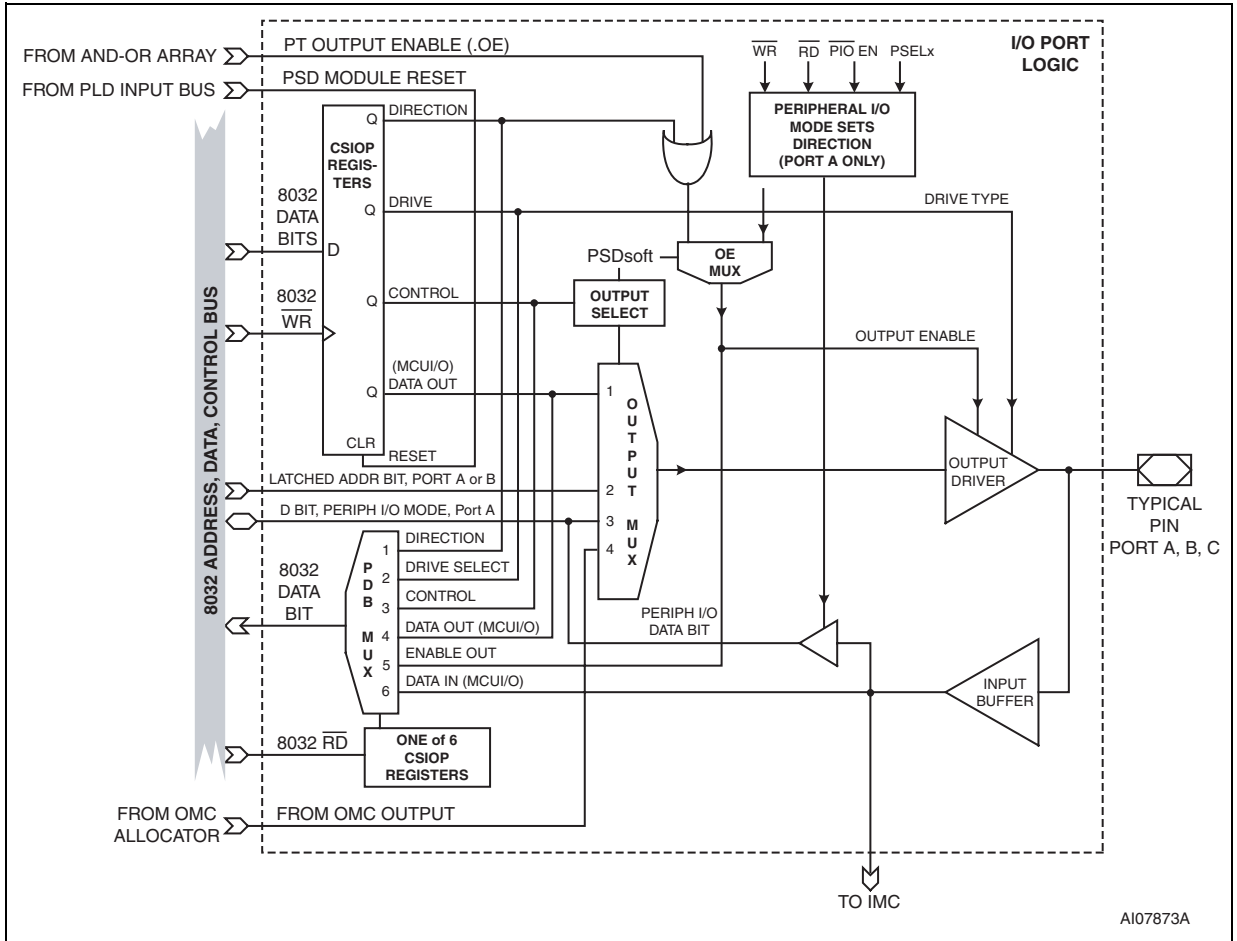 FROM AND-OR ARRAY
PT OUTPUT ENABLE (.OE)
WR RD PIO EN PSELx
I/O PORT
LOGIC
FROM PLD INPUT BUS
PSD MODULE RESET
PERIPHERAL I/O
MODE SETS
DIRECTION
(PORT A ONLY)
8032 ADDRESS, DATA, CONTROL BUS
Q
DIRECTION
CSIOP
REGIS-
TERS
8032
DATA
BITS
D
Q
DRIVE
DRIVE TYPE
PSDsoft
OE
MUX
8032
WR
Q
CONTROL
OUTPUT
SELECT
OUTPUT ENABLE
(MCUI/O)
Q
DATA OUT
1
OUTPUT MUX
CLR
RESET
LATCHED ADDR BIT, PORT A or B
2
D BIT, PERIPH I/O MODE, Port A
3
4
OUTPUT
DRIVER
TYPICAL
PIN
PORT A, B, C
8032
DATA
BIT
PDB MUX
1
DIRECTION
2
DRIVE SELECT
3
CONTROL
4
DATA OUT (MCUI/O)
5
ENABLE OUT
6
DATA IN (MCUI/O)
PERIPH I/O
DATA BIT
INPUT
BUFFER
8032 RD
ONE of 6
CSIOP
REGISTERS
FROM OMC
ALLOCATOR
FROM OMC OUTPUT
TO IMC
AI07873A